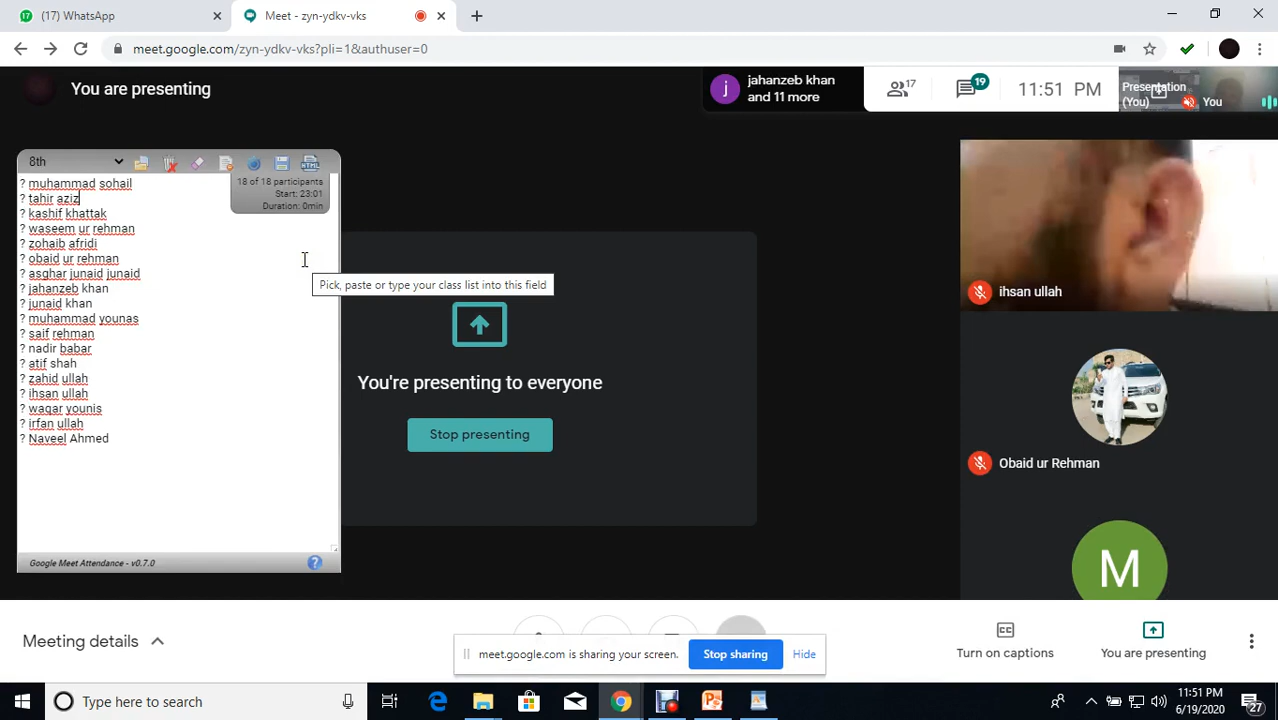 (17) WhatsApp
Meet - zyn-ydkv-vks
meet.google.com/zyn-ydkv-vks?pli=1&authuser=0
You are presenting
j
jahanzeb khan
and 11 more
17
19
11:51 PM
Presentation
(You)
You
8th
HTML
18 of 18 participants
Start: 23:01
Duration: 0min
? muhammad sohail
? tahir aziz
? kashif khattak
? waseem ur rehman
? zohaib afridi
? obaid ur rehman
? asghar junaid junaid
? jahanzeb khan
? junaid khan
? muhammad younas
? saif rehman
? nadir babar
? atif shah
? zahid ullah
? ihsan ullah
? waqar younis
? irfan ullah
? Naveel Ahmed
Pick, paste or type your class list into this field
Google Meet Attendance - v0.7.0
?
You're presenting to everyone
Stop presenting
ihsan ullah
Obaid ur Rehman
M
Meeting details
meet.google.com is sharing your screen.
Stop sharing
Hide
CC
Turn on captions
You are presenting
Type here to search
11:51 PM
6/19/2020
27